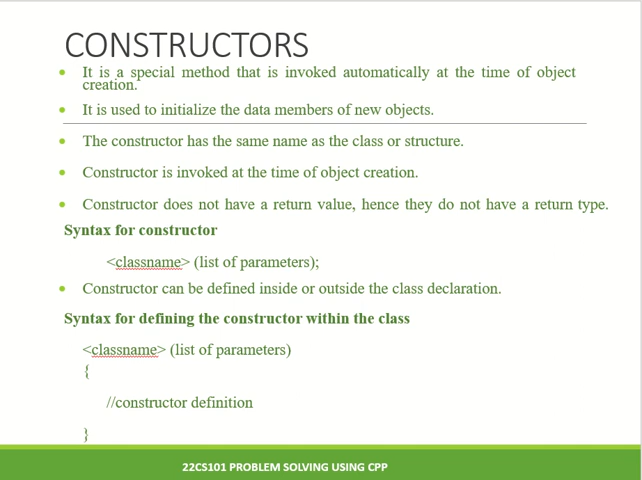 CONSTRUCTORS
• It is a special method that is invoked automatically at the time of object
creation.
• It is used to initialize the data members of new objects.
• The constructor has the same name as the class or structure.
• Constructor is invoked at the time of object creation.
• Constructor does not have a return value, hence they do not have a return type.
Syntax for constructor
<classname> (list of parameters);
• Constructor can be defined inside or outside the class declaration.
Syntax for defining the constructor within the class
<classname> (list of parameters)
{
//constructor definition
}
22CS101 PROBLEM SOLVING USING CPP